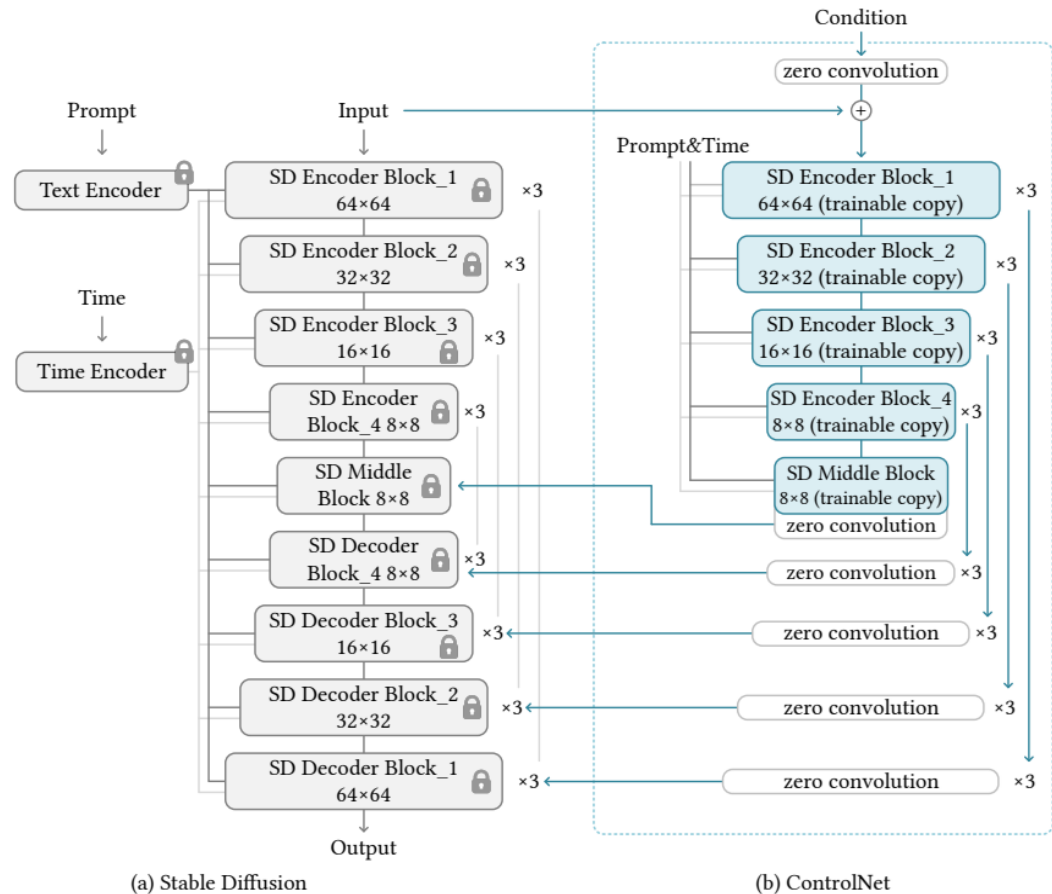 Prompt
Text Encoder
Time
Time Encoder
Input
SD Encoder Block_1
64×64
×3
SD Encoder Block_2
32×32
×3
SD Encoder Block_3
16×16
×3
SD Encoder
Block_4 8×8
×3
SD Middle
Block 8×8
SD Decoder
Block_4 8×8
×3
SD Decoder Block_3
16×16
×3
SD Decoder Block_2
32×32
×3
SD Decoder Block_1
64×64
×3
Output
(a) Stable Diffusion
Condition
zero convolution
+
Prompt&Time
SD Encoder Block_1
64×64 (trainable copy)
×3
SD Encoder Block_2
32×32 (trainable copy)
×3
SD Encoder Block_3
16×16 (trainable copy)
×3
SD Encoder Block_4
8×8 (trainable copy)
×3
SD Middle Block
8×8 (trainable copy)
zero convolution
zero convolution
×3
zero convolution
×3
zero convolution
×3
zero convolution
×3
(b) ControlNet